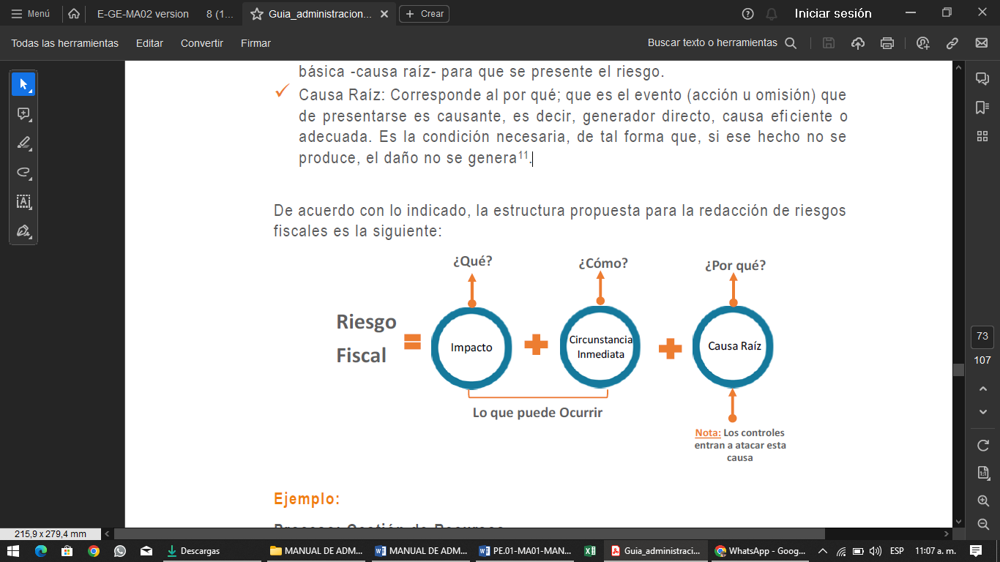 Menú
E-GE-MA02 version 8 (1...
Guia_administracion...
Crear
Iniciar sesión
Todas las herramientas
Editar
Convertir
Firmar
Buscar texto o herramientas
básica -causa raíz- para que se presente el riesgo.
Causa Raíz: Corresponde al por qué; que es el evento (acción u omisión) que
de presentarse es causante, es decir, generador directo, causa eficiente o
adecuada. Es la condición necesaria, de tal forma que, si ese hecho no se
produce, el daño no se genera¹¹.
De acuerdo con lo indicado, la estructura propuesta para la redacción de riesgos
fiscales es la siguiente:
¿Qué?
¿Cómo?
¿Por qué?
Riesgo
Fiscal
Impacto
Circunstancia
Inmediata
Causa Raíz
Lo que puede Ocurrir
Nota: Los controles
entran a atacar esta
causa
Ejemplo:
Proceso: Gestión de Recursos
73
107
1:1
215,9 x 279,4 mm
Descargas
MANUAL DE ADM...
MANUAL DE ADM...
PE.01-MA01-MAN...
Guia_administraci...
WhatsApp - Goog...
ESP
11:07 a. m.